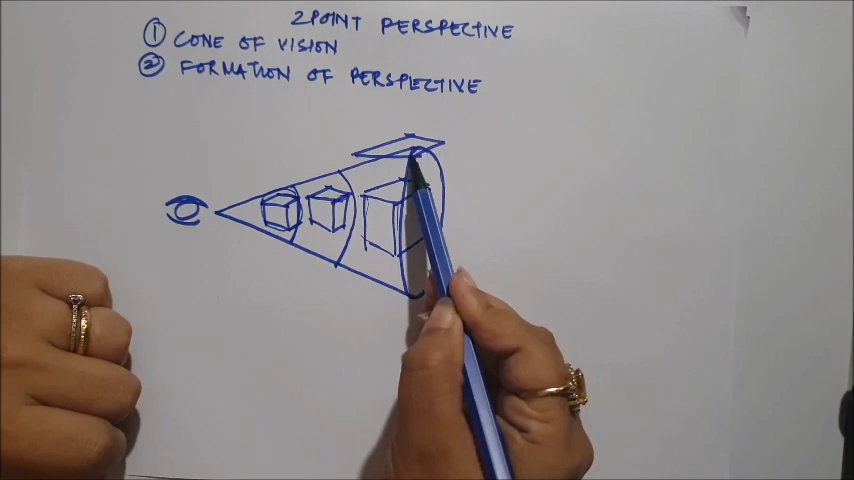 2POINT PERSPECTIVE
① CONE OF VISION
② FORMATION OF PERSPECTIVE